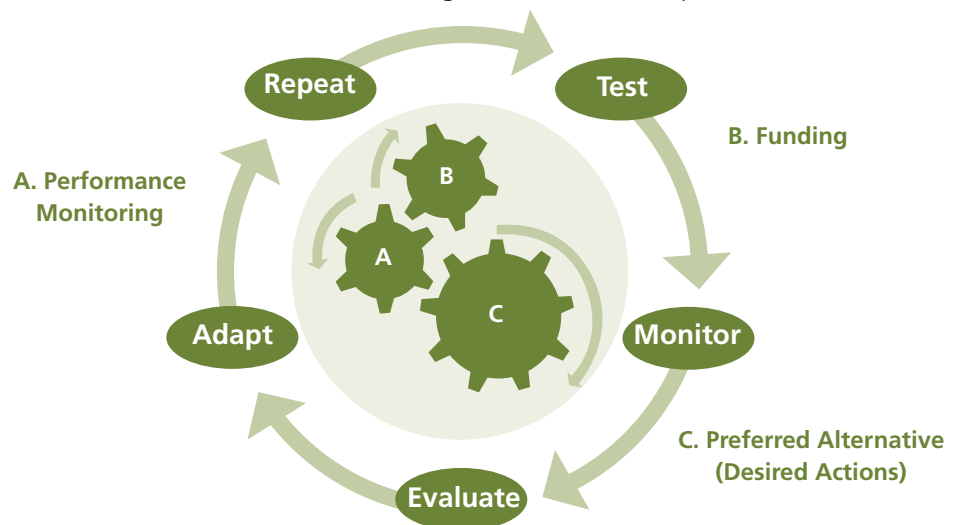 Repeat
Test
B. Funding
A. Performance
Monitoring
B
A
C
Adapt
Monitor
C. Preferred Alternative
(Desired Actions)
Evaluate